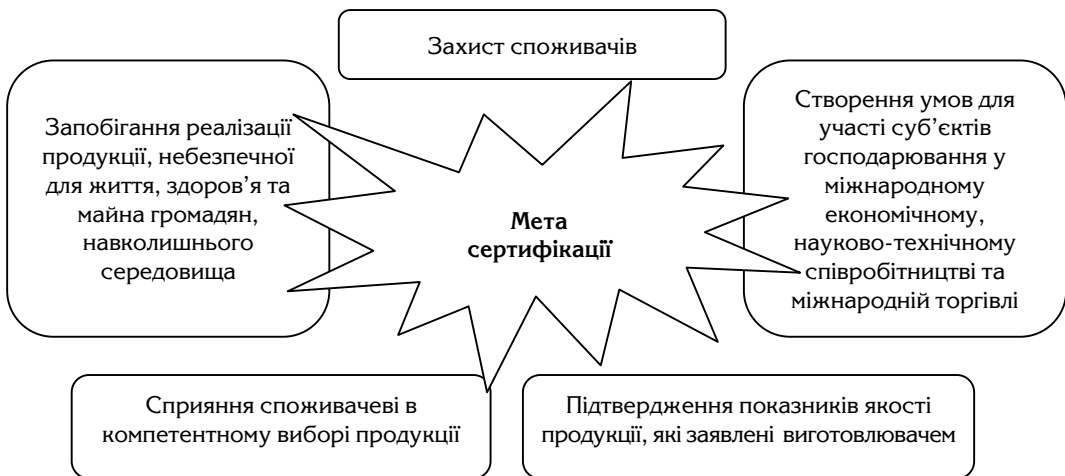 Захист споживачів
Запобігання реалізації
продукції, небезпечної
для життя, здоров’я та
майна громадян,
навколишнього
середовища
Мета
сертифікації
Створення умов для
участі суб’єктів
господарювання у
міжнародному
економічному,
науково-технічному
співробітництві та
міжнародній торгівлі
Сприяння споживачеві в
компетентному виборі продукції
Підтвердження показників якості
продукції, які заявлені виготовлювачем